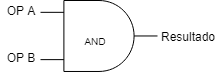 OP A
AND
Resultado
OP B